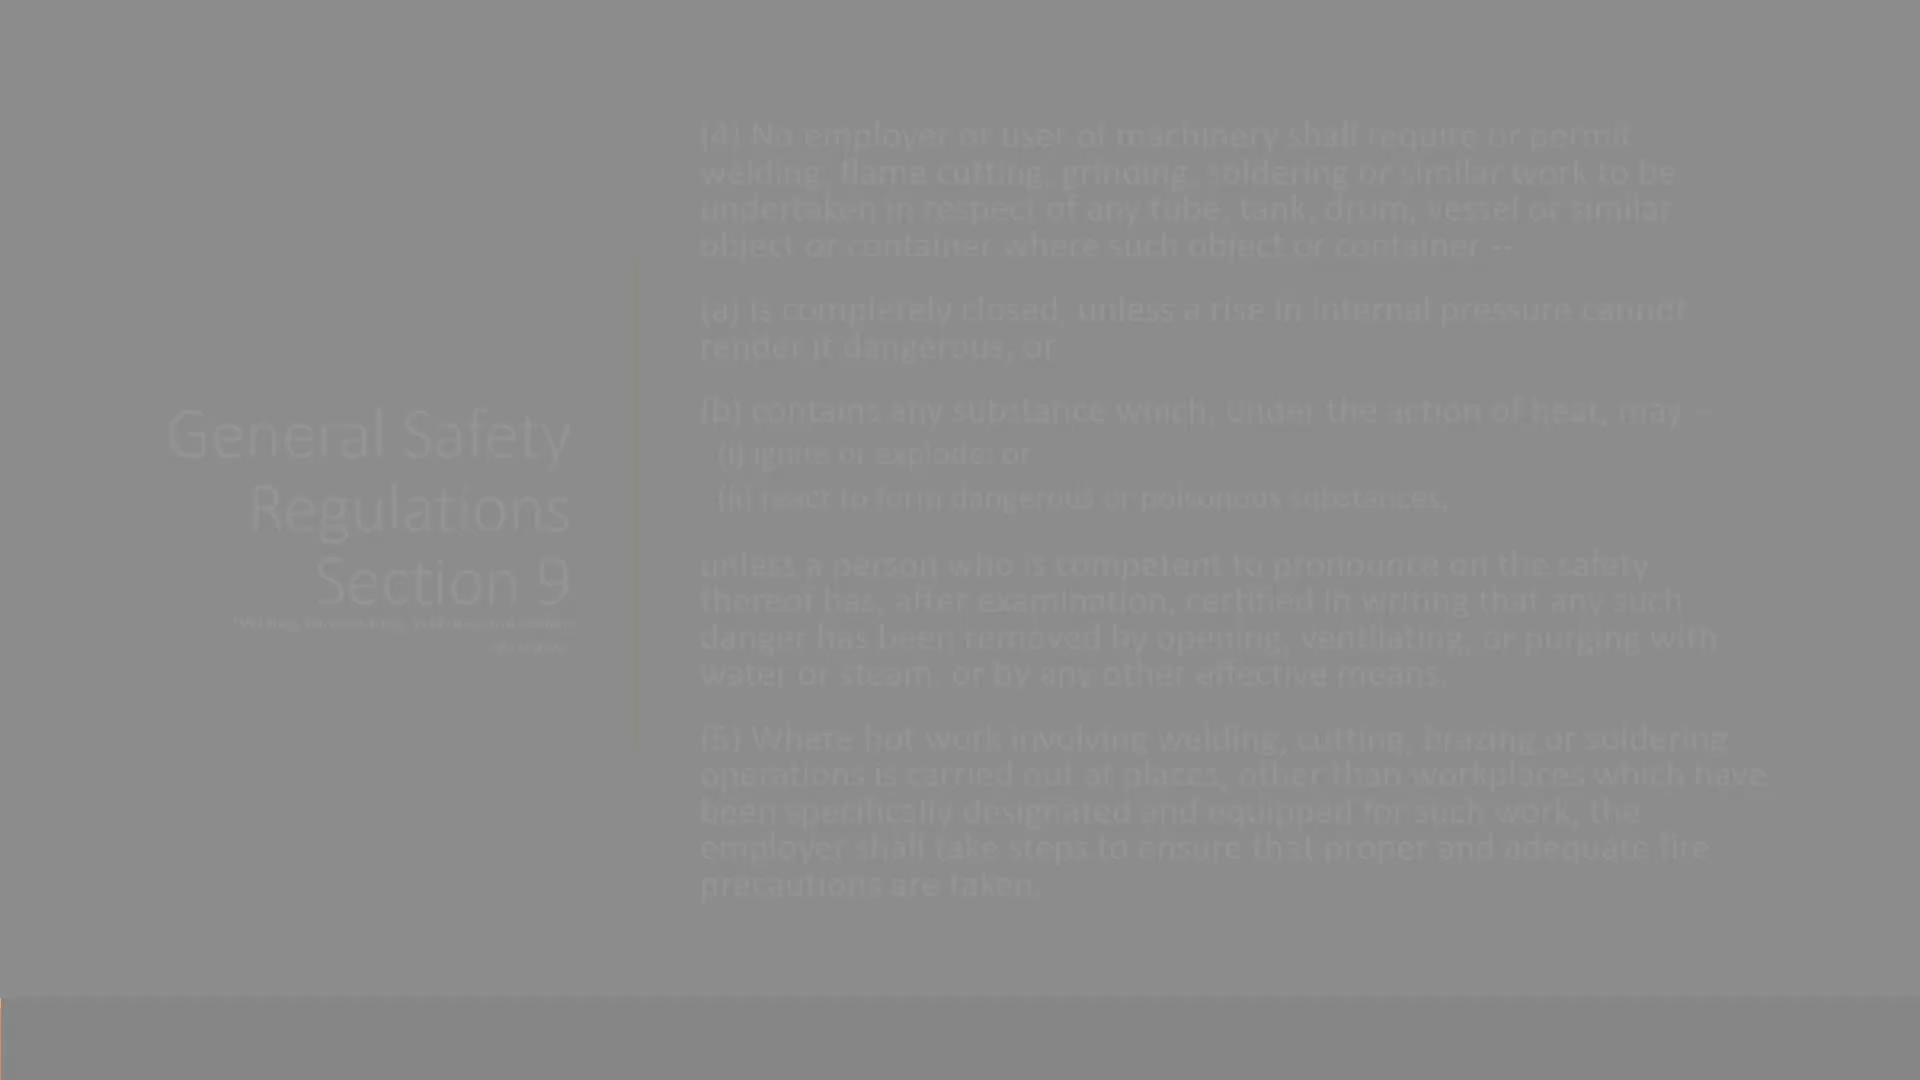 General Safety
Regulations
Section 9
(4) No employer or user of machinery shall require or permit
welding, flame cutting, grinding, soldering or similar work to be
undertaken in respect of any tube, tank, drum, vessel or similar
object or container where such object or container --
(a) is completely closed, unless a rise in internal pressure cannot
render it dangerous, or
(b) contains any substance which, under the action of heat, may --
(i) ignite or explode; or
(ii) react to form dangerous or poisonous substances,
unless a person who is competent to pronounce on the safety
thereof has, after examination, certified in writing that any such
danger has been removed by opening, ventilating, or purging with
water or steam, or by any other effective means.
(5) Where hot work involving welding, cutting, brazing or soldering
operations is carried out at places, other than workplaces which have
been specifically designated and equipped for such work, the
employer shall take steps to ensure that proper and adequate fire
precautions are taken.